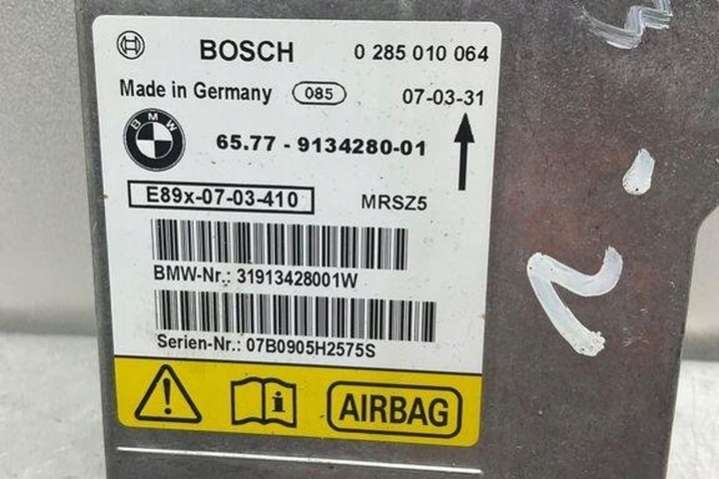 BOSCH 0 285 010 064
Made in Germany 085 07-03-31
BMW 65.77 - 9134280-01
E89x-07-03-410 MRSZ5
BMW-Nr.: 31913428001W
Serien-Nr.: 07B0905H2575S
AIRBAG